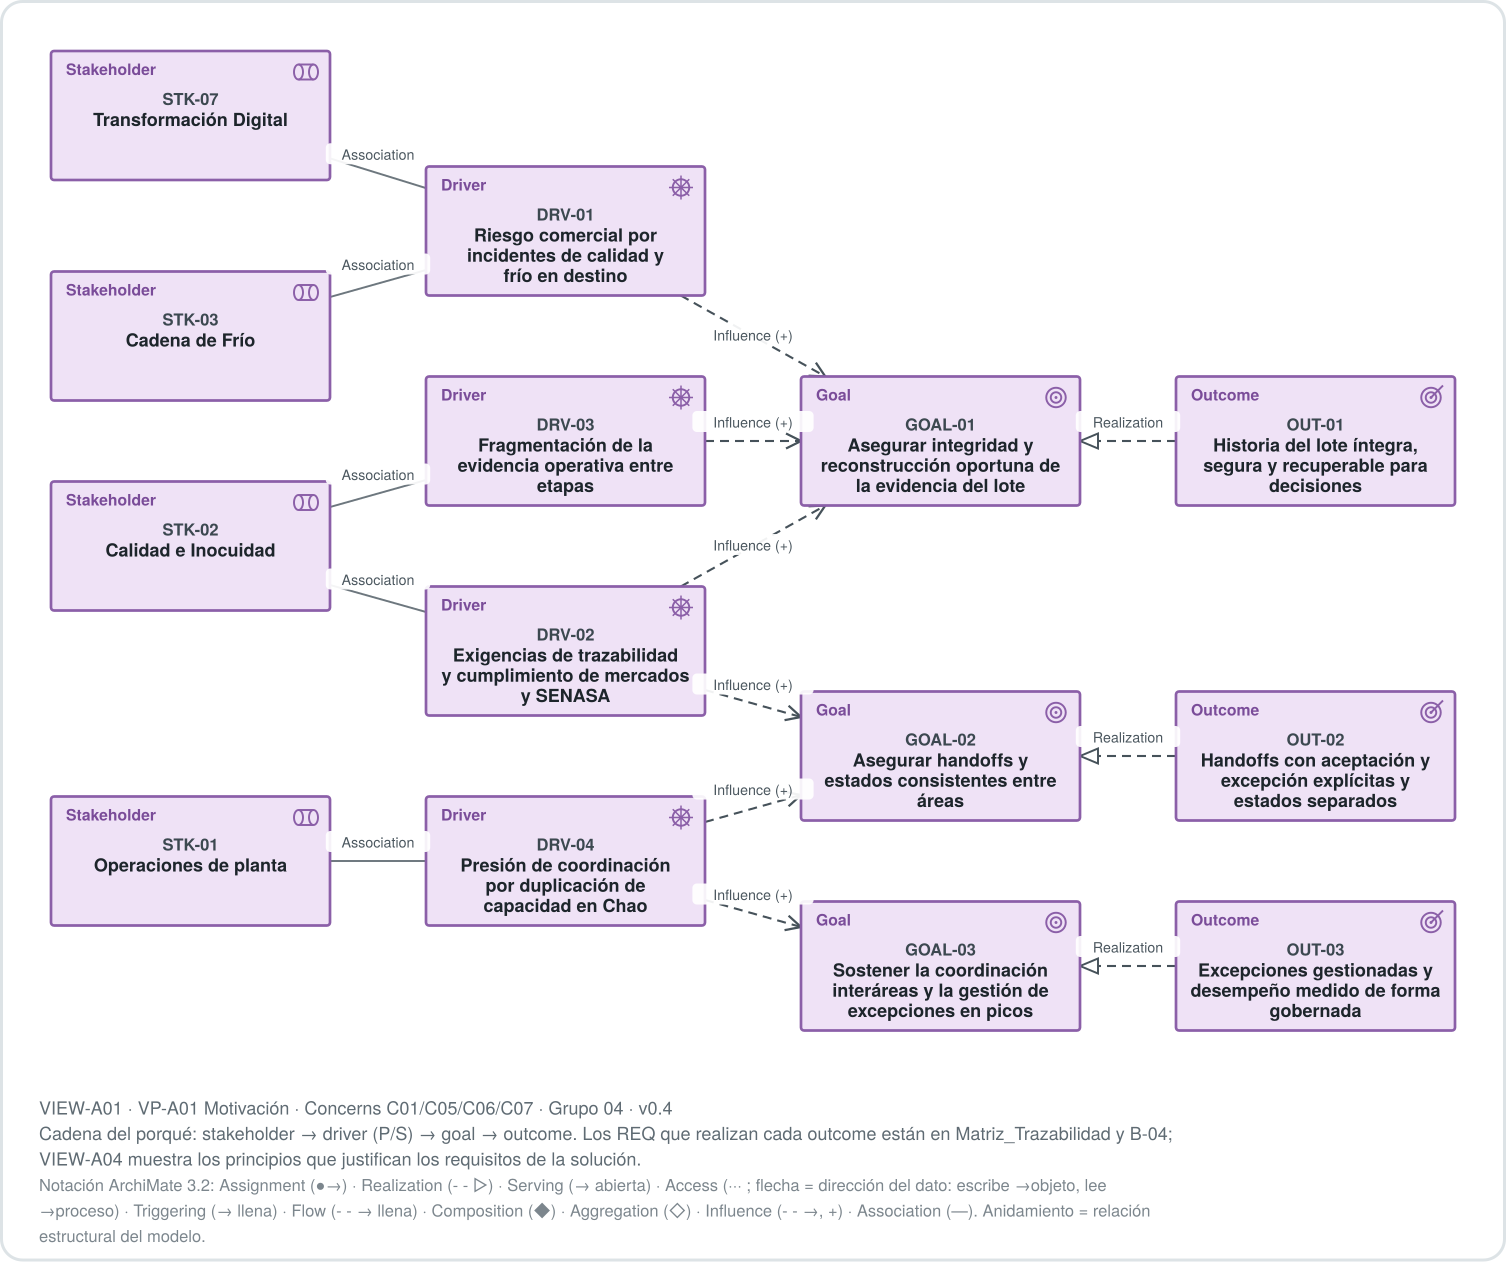 Stakeholder
STK-07
Transformación Digital
Association
Driver
DRV-01
Riesgo comercial por
incidentes de calidad y
frío en destino
Association
Stakeholder
STK-03
Cadena de Frío
Influence (+)
Driver
DRV-03
Fragmentación de la
evidencia operativa entre
etapas
Influence (+)
Goal
GOAL-01
Asegurar integridad y
reconstrucción oportuna de
la evidencia del lote
Realization
Outcome
OUT-01
Historia del lote íntegra,
segura y recuperable para
decisiones
Association
Stakeholder
STK-02
Calidad e Inocuidad
Association
Influence (+)
Driver
DRV-02
Exigencias de trazabilidad
y cumplimiento de mercados
y SENASA
Influence (+)
Goal
GOAL-02
Asegurar handoffs y
estados consistentes entre
áreas
Realization
Outcome
OUT-02
Handoffs con aceptación y
excepción explícitas y
estados separados
Influence (+)
Stakeholder
STK-01
Operaciones de planta
Association
Driver
DRV-04
Presión de coordinación
por duplicación de
capacidad en Chao
Influence (+)
Goal
GOAL-03
Sostener la coordinación
interáreas y la gestión de
excepciones en picos
Realization
Outcome
OUT-03
Excepciones gestionadas y
desempeño medido de forma
gobernada
VIEW-A01 · VP-A01 Motivación · Concerns C01/C05/C06/C07 · Grupo 04 · v0.4
Cadena del porqué: stakeholder → driver (P/S) → goal → outcome. Los REQ que realizan cada outcome están en Matriz_Trazabilidad y B-04;
VIEW-A04 muestra los principios que justifican los requisitos de la solución.
Notación ArchiMate 3.2: Assignment (●→) · Realization (- - ▷) · Serving (→ abierta) · Access (··· ; flecha = dirección del dato: escribe →objeto, lee
→proceso) · Triggering (→ llena) · Flow (- - → llena) · Composition (◆) · Aggregation (◇) · Influence (- - →, +) · Association (—). Anidamiento = relación
estructural del modelo.